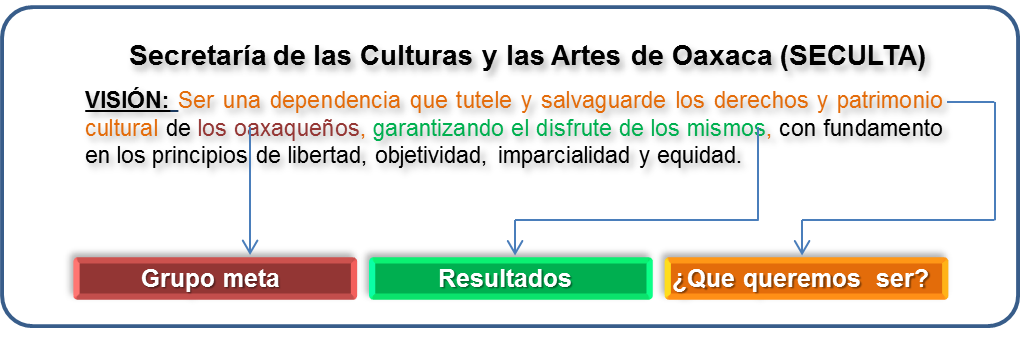 Secretaría de las Culturas y las Artes de Oaxaca (SECULTA)
VISIÓN: Ser una dependencia que tutele y salvaguarde los derechos y patrimonio
cultural de los oaxaqueños, garantizando el disfrute de los mismos, con fundamento
en los principios de libertad, objetividad, imparcialidad y equidad.
Grupo meta
Resultados
¿Que queremos ser?